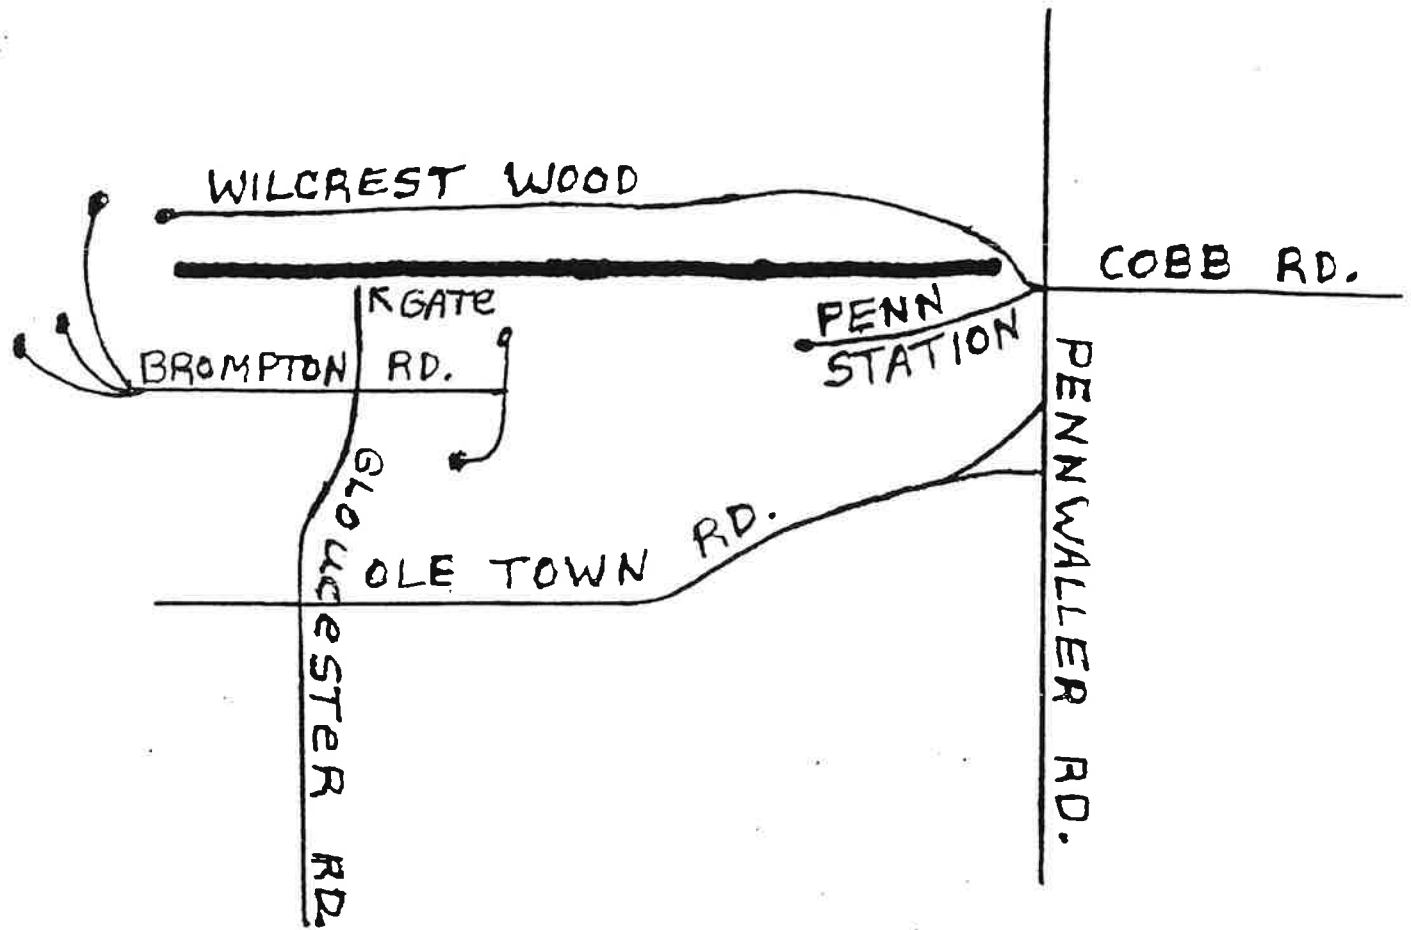 WILCREST WOOD
COBB RD.
K GATE
PENN
STATION
BROMPTON RD.
PENNWALLER RD.
GLOUCESTER RD.
OLE TOWN RD.